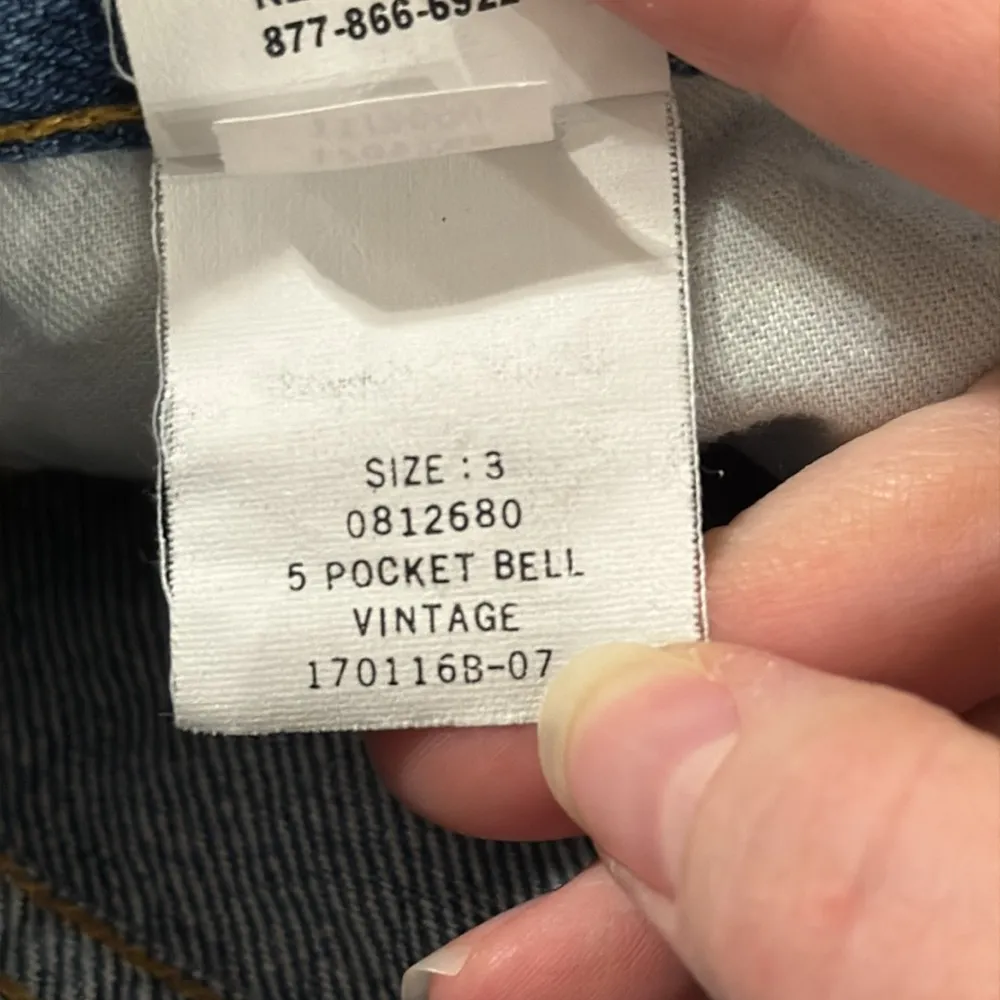 877-866-6922
SIZE : 3
0812680
5 POCKET BELL
VINTAGE
170116B-07